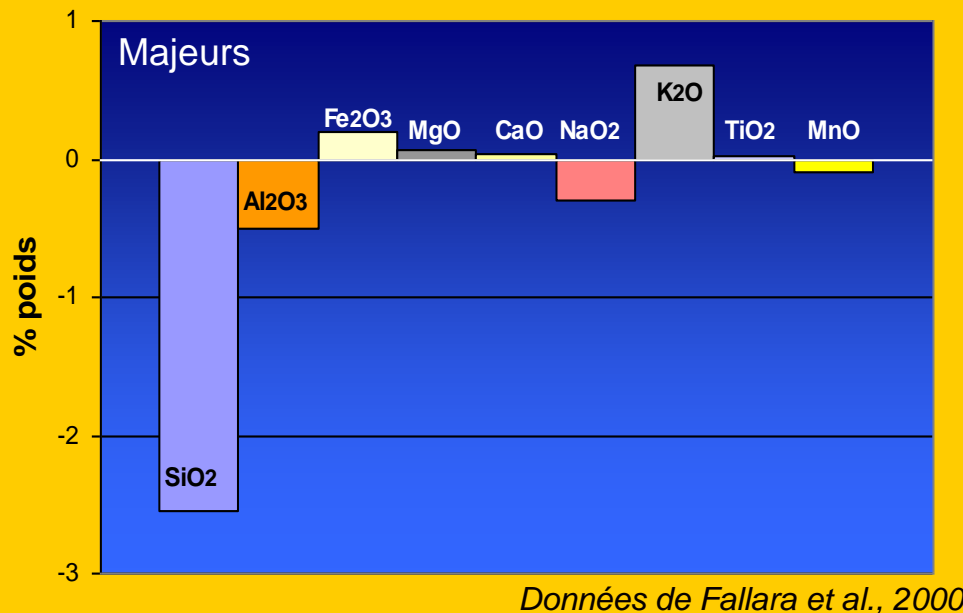 1
Majeurs
K2O
Fe2O3 MgO CaO NaO2 TiO2 MnO
0
Al2O3
% poids
-1
-2
SiO2
-3
Données de Fallara et al., 2000